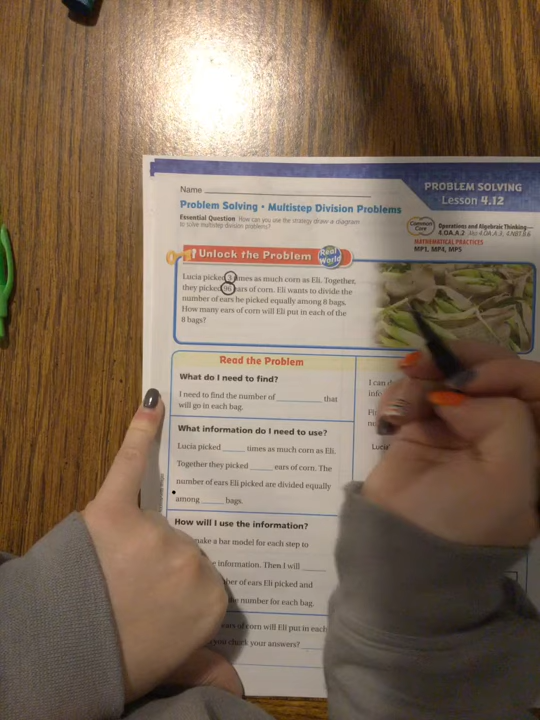 PROBLEM SOLVING
Lesson 4.12
Name
Problem Solving • Multistep Division Problems
Essential Question How can you use the strategy draw a diagram
to solve multistep division problems?
Common Core
Operations and Algebraic Thinking—
4.OA.A.2
MATHEMATICAL PRACTICES
MP1, MP4, MP5
Unlock the Problem
Real World
Lucia picked 3 times as much corn as Eli. Together,
they picked 96 ears of corn. Eli wants to divide the
number of ears he picked equally among 8 bags.
How many ears of corn will Eli put in each of the
8 bags?
Read the Problem
What do I need to find?
I need to find the number of that
will go in each bag.
I can
What information do I need to use?
Lucia picked times as much corn as Eli.
Together they picked ears of corn. The
number of ears Eli picked are divided equally
among bags.
How will I use the information?
make a bar model for each step to
information. Then I will
of ears Eli picked and
the number for each bag.
ears of corn will Eli put in each
you check your answers?